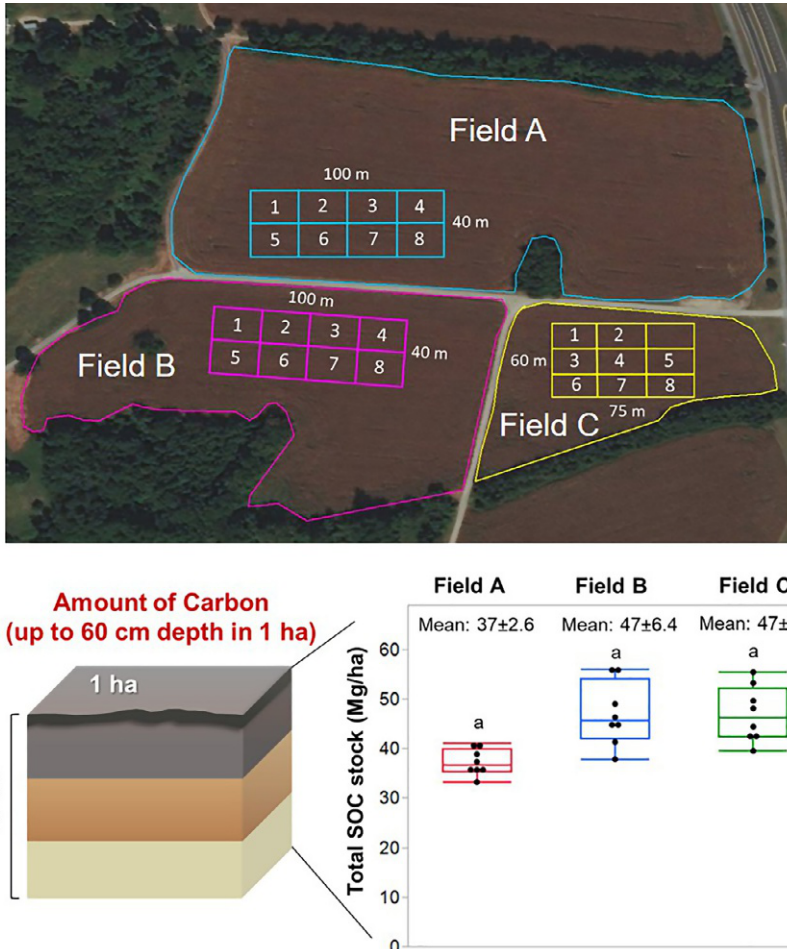 Field A
100 m
1 2 3 4
40 m
5 6 7 8
100 m
1 2 3 4
40 m
5 6 7 8
Field B
1 2
60 m
3 4 5
6 7 8
75 m
Field C
Amount of Carbon
(up to 60 cm depth in 1 ha)
1 ha
Field A Field B Field C
Mean: 37±2.6 Mean: 47±6.4 Mean: 47±
a a a
Total SOC stock (Mg/ha)
60
50
40
30
20
10
0